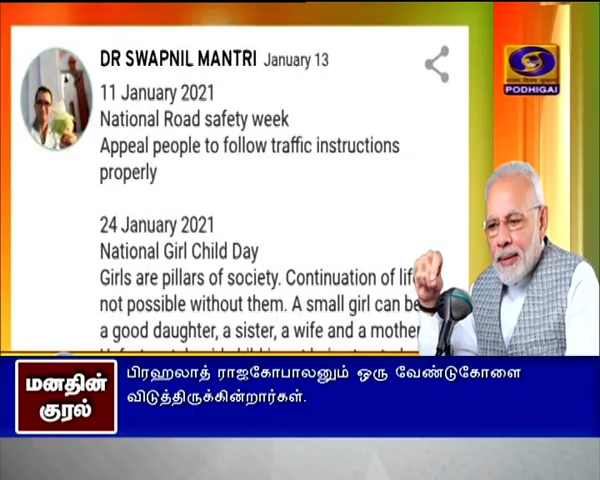 DR SWAPNIL MANTRI January 13
11 January 2021
National Road safety week
Appeal people to follow traffic instructions
properly
24 January 2021
National Girl Child Day
Girls are pillars of society. Continuation of life
not possible without them. A small girl can be
a good daughter, a sister, a wife and a mother
PODHIGAI
மனதின்
குரல்
பிரஹலாத் ராஜகோபாலனும் ஒரு வேண்டுகோளை
விடுத்திருக்கின்றார்கள்.